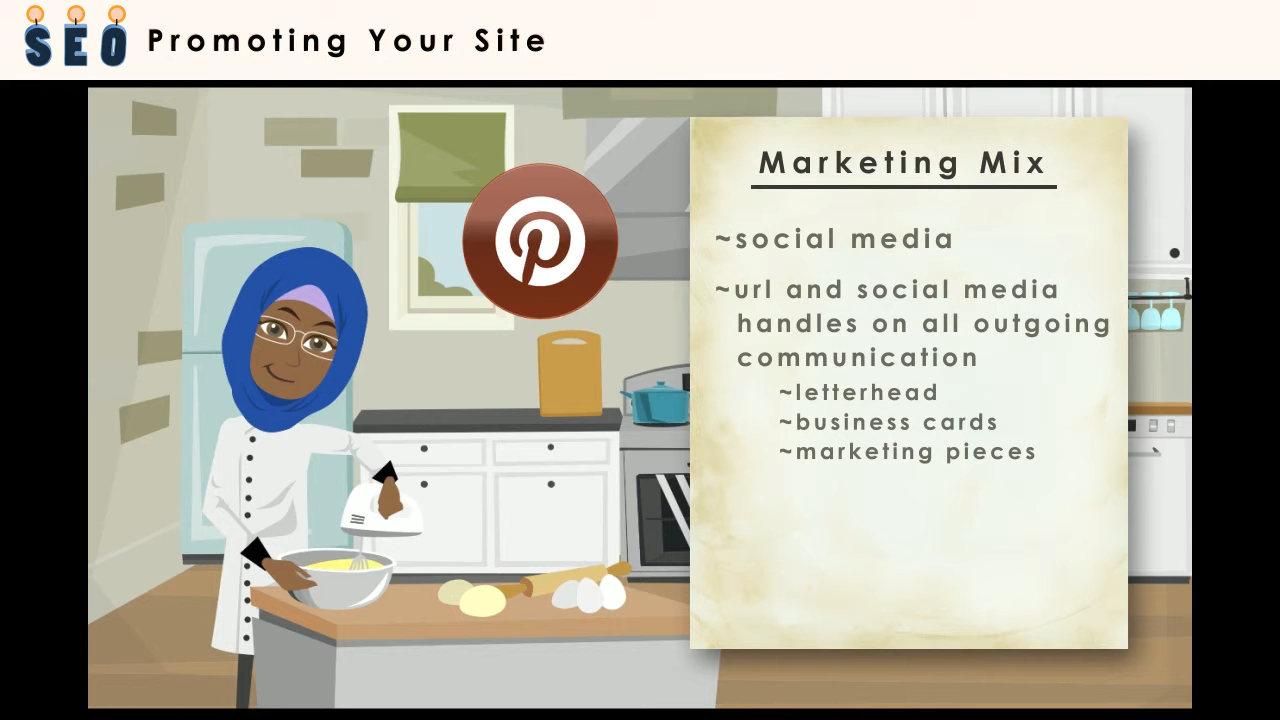 SEO Promoting Your Site
Marketing Mix
~social media
~url and social media
handles on all outgoing
communication
~letterhead
~business cards
~marketing pieces